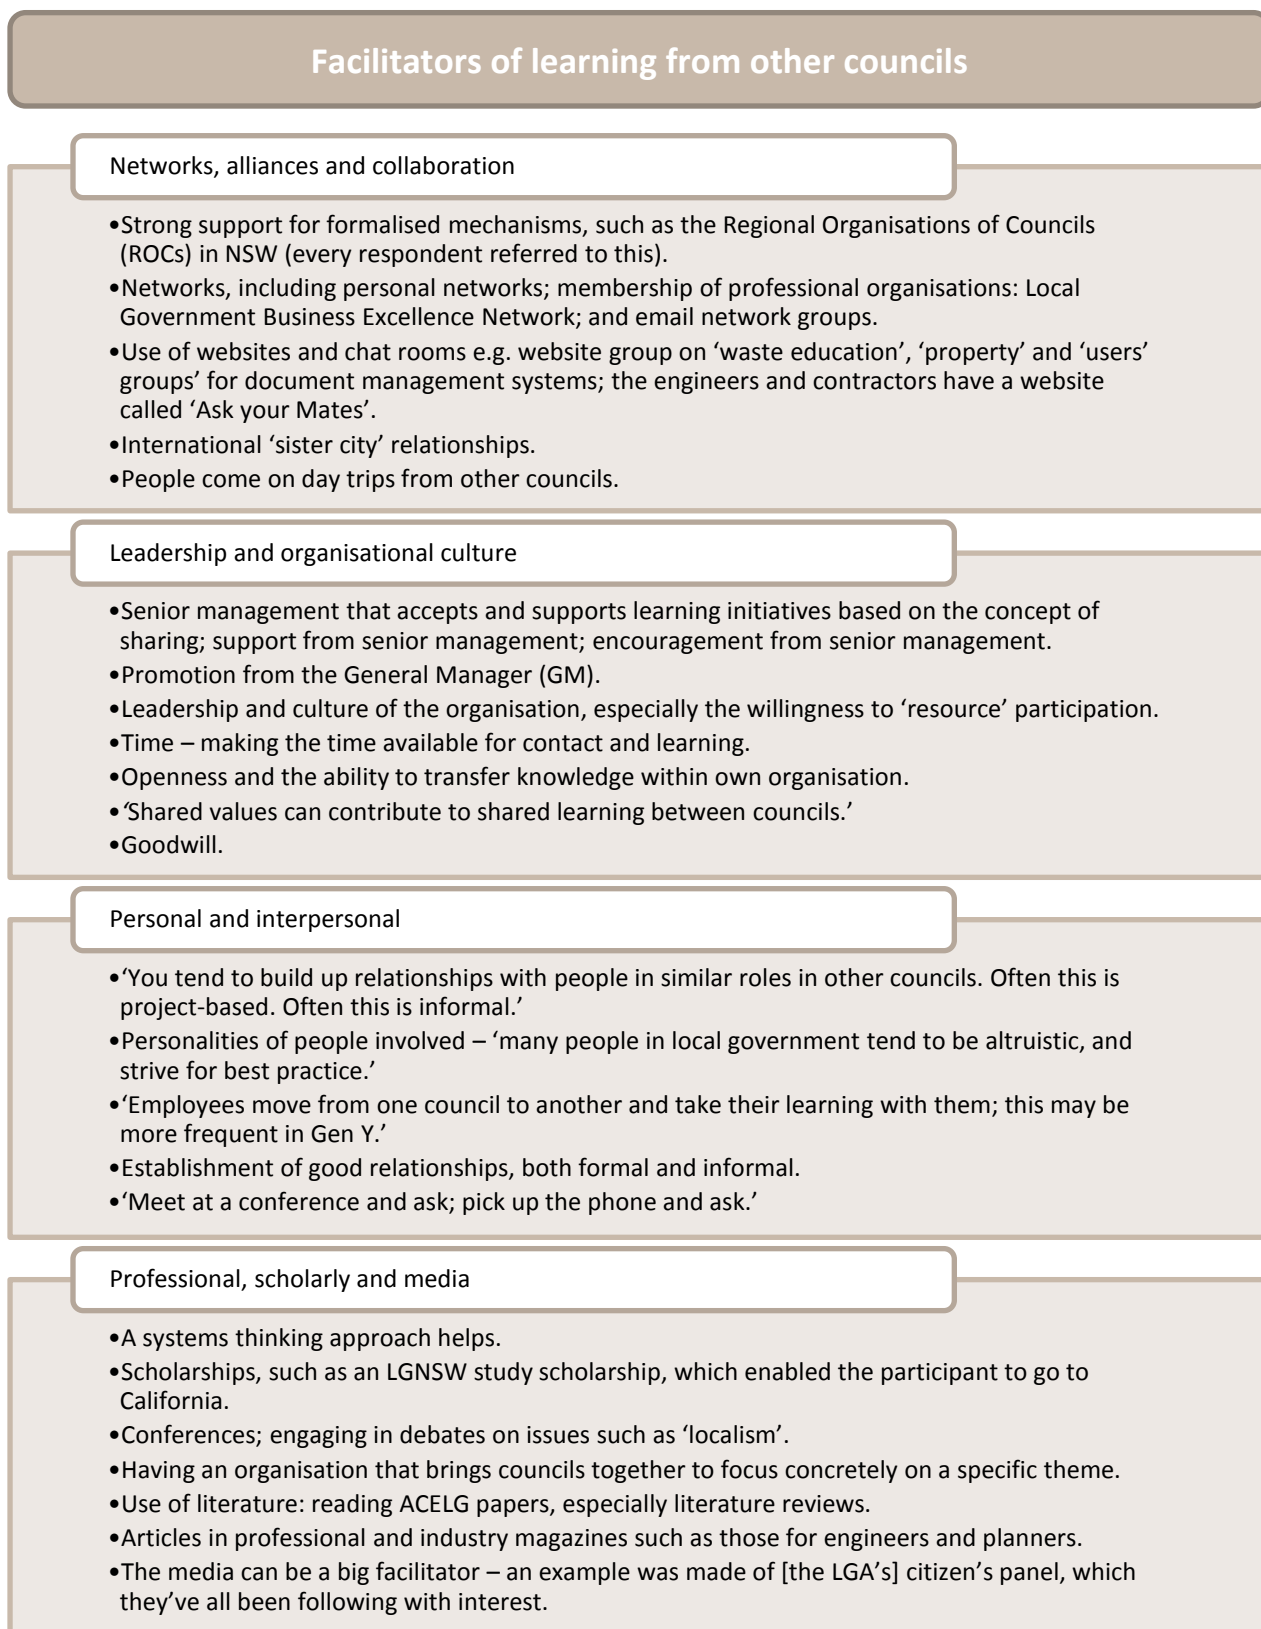 Facilitators of learning from other councils
Networks, alliances and collaboration
•Strong support for formalised mechanisms, such as the Regional Organisations of Councils
(ROCs) in NSW (every respondent referred to this).
•Networks, including personal networks; membership of professional organisations: Local
Government Business Excellence Network; and email network groups.
•Use of websites and chat rooms e.g. website group on ‘waste education’, ‘property’ and ‘users’
groups’ for document management systems; the engineers and contractors have a website
called ‘Ask your Mates’.
•International ‘sister city’ relationships.
•People come on day trips from other councils.
Leadership and organisational culture
•Senior management that accepts and supports learning initiatives based on the concept of
sharing; support from senior management; encouragement from senior management.
•Promotion from the General Manager (GM).
•Leadership and culture of the organisation, especially the willingness to ‘resource’ participation.
•Time – making the time available for contact and learning.
•Openness and the ability to transfer knowledge within own organisation.
•‘Shared values can contribute to shared learning between councils.’
•Goodwill.
Personal and interpersonal
•‘You tend to build up relationships with people in similar roles in other councils. Often this is
project-based. Often this is informal.’
•Personalities of people involved – ‘many people in local government tend to be altruistic, and
strive for best practice.’
•‘Employees move from one council to another and take their learning with them; this may be
more frequent in Gen Y.’
•Establishment of good relationships, both formal and informal.
•‘Meet at a conference and ask; pick up the phone and ask.’
Professional, scholarly and media
•A systems thinking approach helps.
•Scholarships, such as an LGNSW study scholarship, which enabled the participant to go to
California.
•Conferences; engaging in debates on issues such as ‘localism’.
•Having an organisation that brings councils together to focus concretely on a specific theme.
•Use of literature: reading ACELG papers, especially literature reviews.
•Articles in professional and industry magazines such as those for engineers and planners.
•The media can be a big facilitator – an example was made of [the LGA’s] citizen’s panel, which
they’ve all been following with interest.